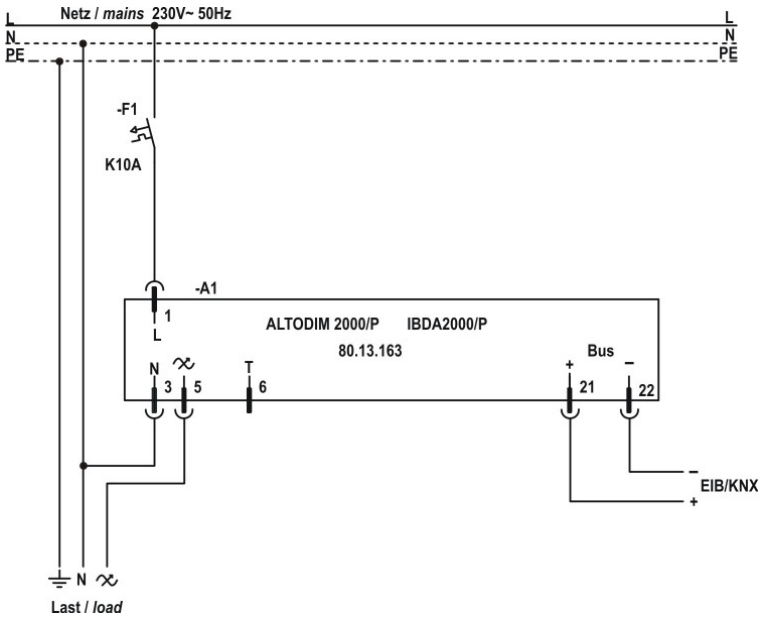 Netz / mains 230V~ 50Hz
L L
N N
PE PE
-F1
K10A
-A1
1
L
ALTODIM 2000/P IBDA2000/P
80.13.163
Bus
N T + −
3 5 6 21 22
−
EIB/KNX
+
N
Last / load